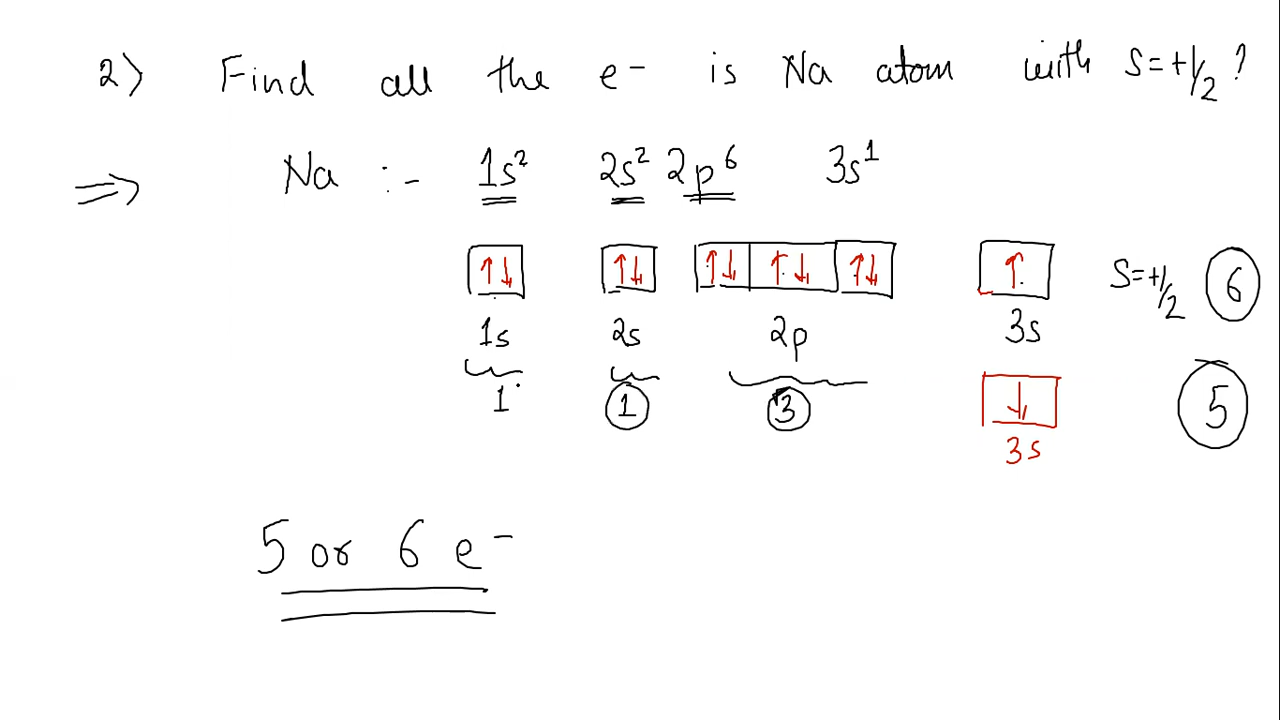 2) Find all the e⁻ is Na atom with S=+1/2 ?
⇒ Na :- 1s² 2s² 2p⁶ 3s¹
↑↓ ↑↓ ↑↓ ↑↓ ↑↓ ↑ S=+1/2 6
1s 2s 2p 3s
1 1 3 ↓ 5
3s
5 or 6 e⁻